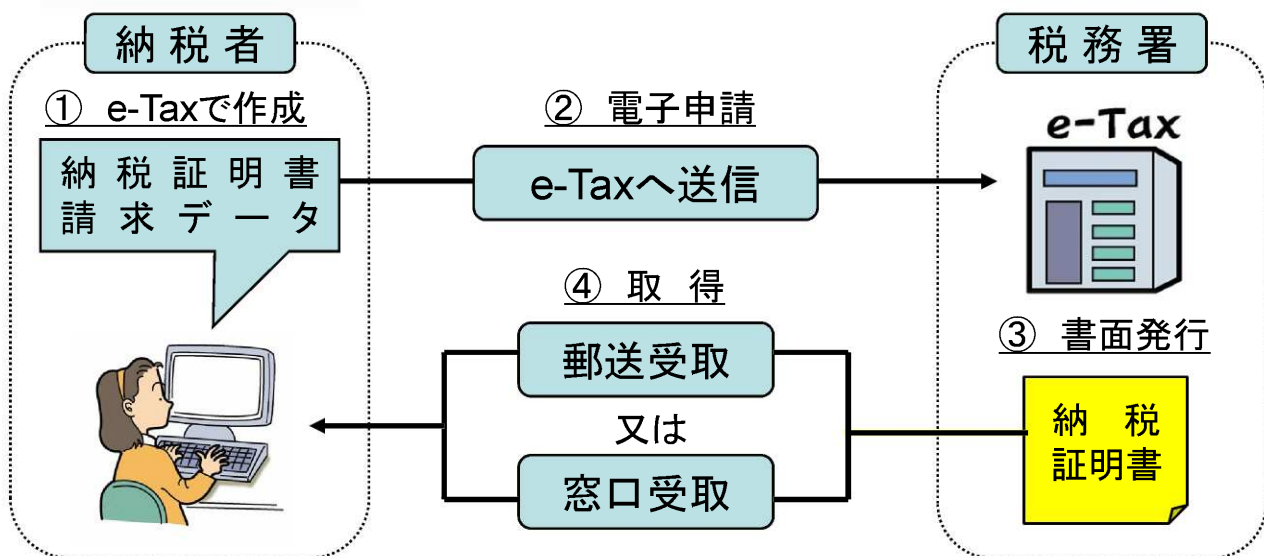 納税者
税務署
① e-Taxで作成
納税証明書
請求データ
② 電子申請
e-Taxへ送信
e-Tax
③ 書面発行
納 税
証明書
④ 取 得
郵送受取
又は
窓口受取